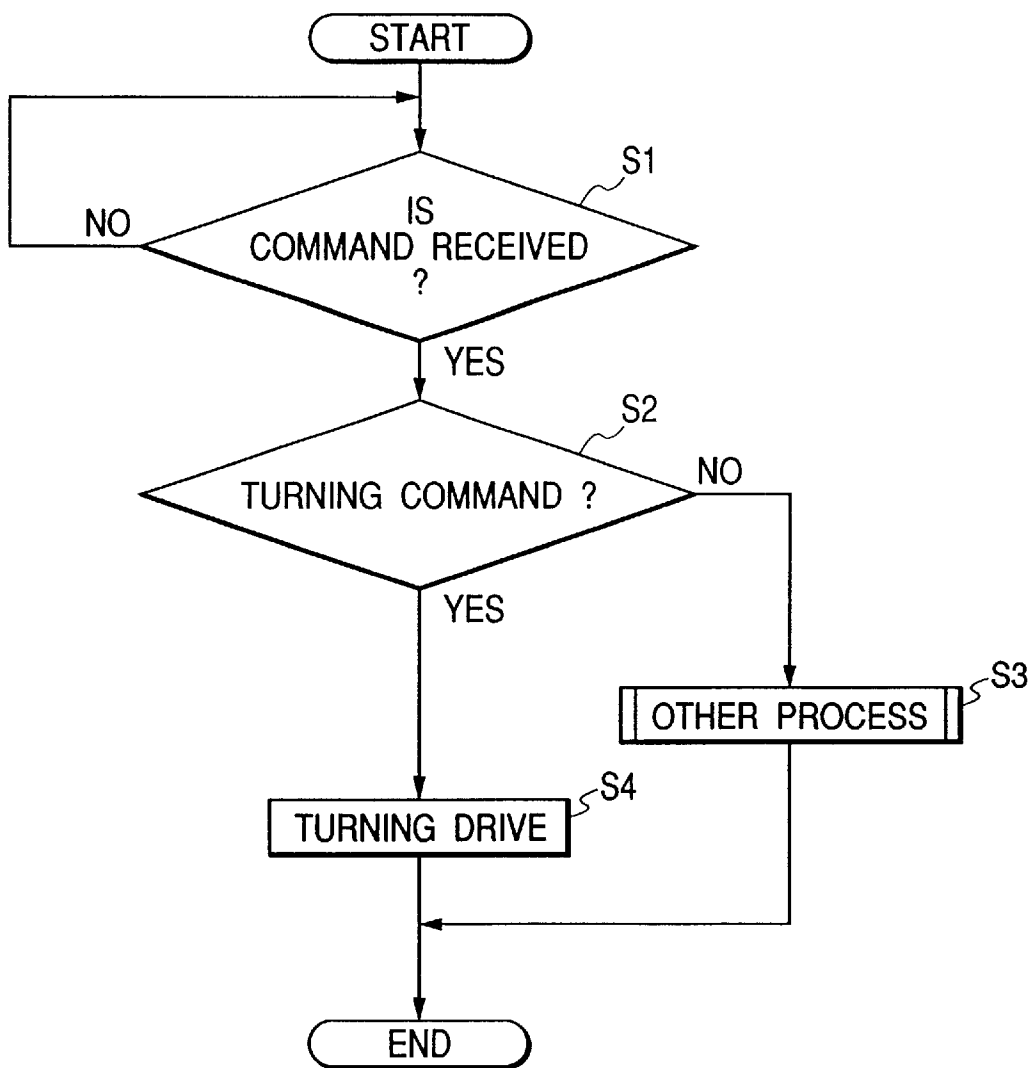 START
S1
IS
COMMAND RECEIVED
?
NO
YES
S2
TURNING COMMAND ?
NO
YES
S3
OTHER PROCESS
S4
TURNING DRIVE
END